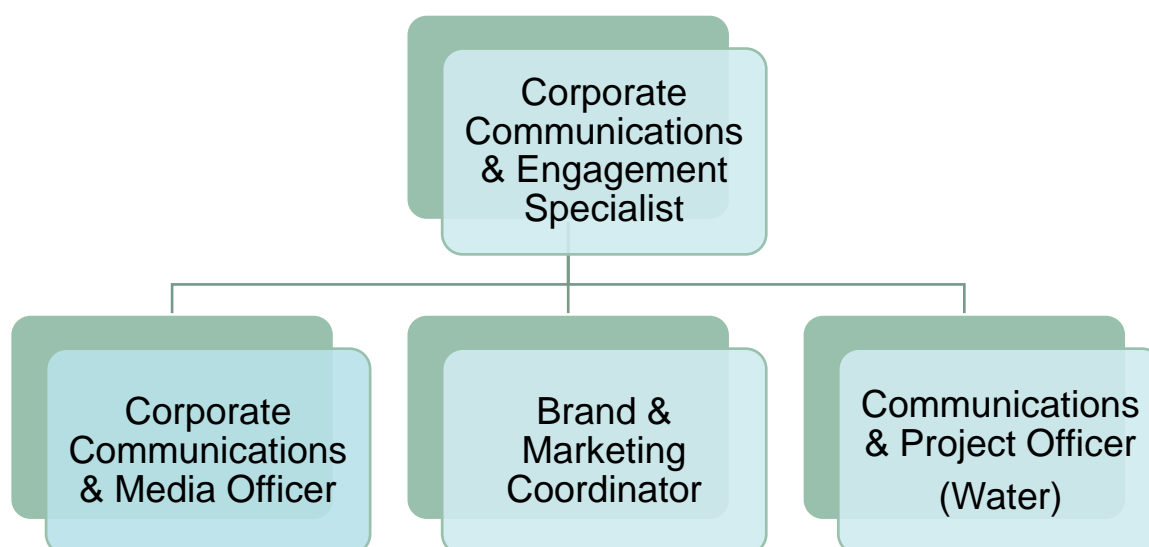 Corporate
Communications
& Engagement
Specialist
Corporate
Communications
& Media Officer
Brand &
Marketing
Coordinator
Communications
& Project Officer
(Water)